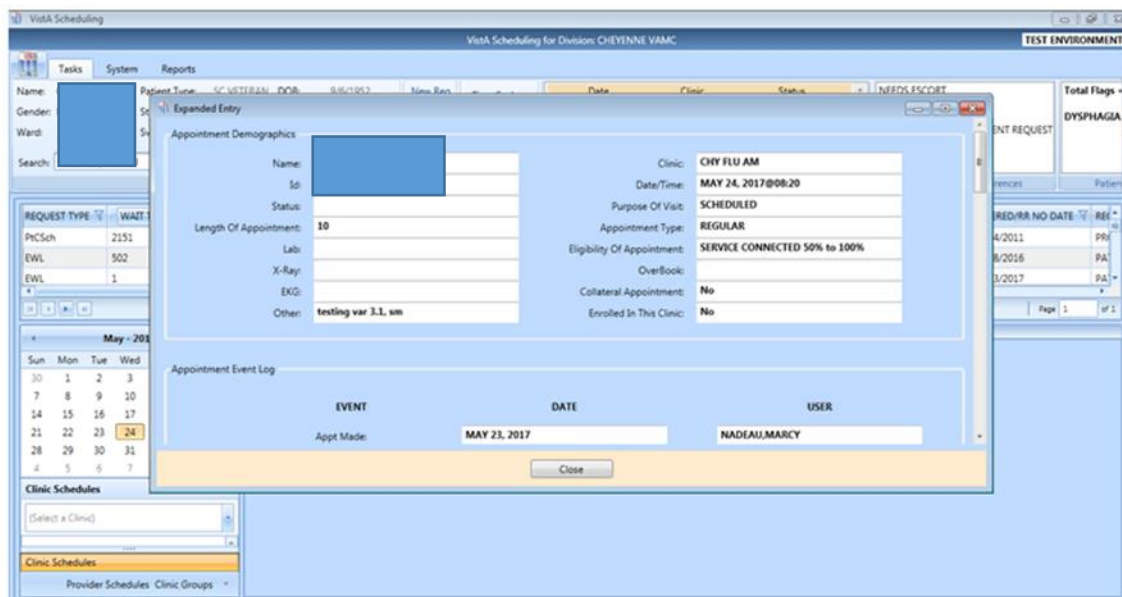 VistA Scheduling
VistA Scheduling for Division: CHEYENNE VAMC
TEST ENVIRONMENT
Tasks System Reports
Name: Patient Type: SC VETERAN DOB: 9/6/1952 New Req Date Clinic Status NEEDS ESCORT Total Flags
Gender:
Ward:
ENT REQUEST DYSPHAGIA
Search:
Expanded Entry
Appointment Demographics
Name: Clinic: CHY FLU AM
Id: Date/Time: MAY 24, 2017@08:20
Status: Purpose Of Visit: SCHEDULED
Length Of Appointment: 10 Appointment Type: REGULAR
Lab: Eligibility Of Appointment: SERVICE CONNECTED 50% to 100%
X-Ray: OverBook:
EKG: Collateral Appointment: No
Other: testing var 3.1, sm Enrolled In This Clinic: No
Appointment Event Log
EVENT DATE USER
Appt Made: MAY 23, 2017 NADEAU,MARCY
Close
rences Patien
REQUEST TYPE WAIT T ERED/RR NO DATE
PtCSch 2151 4/2011
EWL 502 8/2016
EWL 1 3/2017
Page 1 of 1
May - 201
Sun Mon Tue Wed
30 1 2 3
7 8 9 10
14 15 16 17
21 22 23 24
28 29 30 31
4 5 6 7
Clinic Schedules
(Select a Clinic)
Clinic Schedules
Provider Schedules Clinic Groups